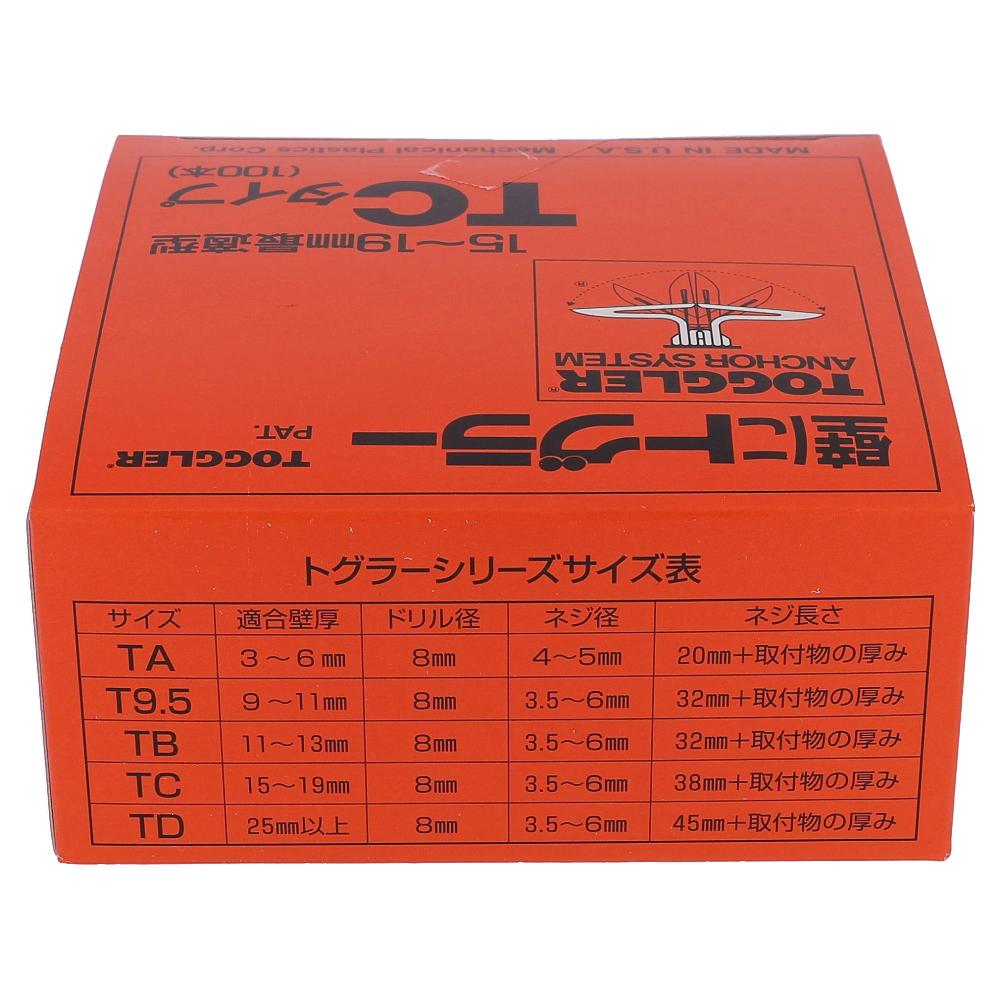 MADE IN U.S.A. Mechanical Plastics Corp.
TCタイプ
(100本)
15~19mm最適型
®
TOGGLER®
ANCHOR SYSTEM
壁にトグラー
TOGGLER®
PAT.
トグラーシリーズサイズ表
サイズ 適合壁厚 ドリル径 ネジ径 ネジ長さ
TA 3~6mm 8mm 4~5mm 20mm+取付物の厚み
T9.5 9~11mm 8mm 3.5~6mm 32mm+取付物の厚み
TB 11~13mm 8mm 3.5~6mm 32mm+取付物の厚み
TC 15~19mm 8mm 3.5~6mm 38mm+取付物の厚み
TD 25mm以上 8mm 3.5~6mm 45mm+取付物の厚み